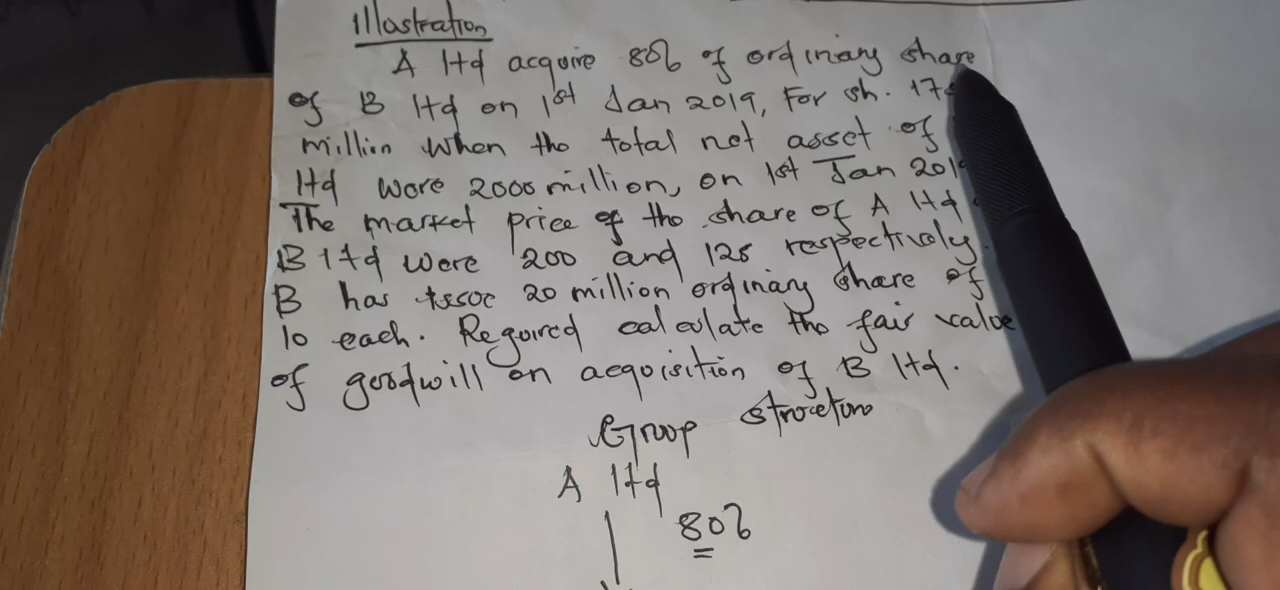 Illustration
A ltd acquire 80% of ordinary share
of B ltd on 1st Jan 2019, For sh.
million when the total net asset of
ltd were 2000 million, on 1st Jan
The market price of the share of A ltd
B ltd were 200 and 125 respectively.
B has issue 20 million ordinary share of
10 each. Required calculate the fair value
of goodwill on acquisition of B ltd.
Group structure
A ltd
80%